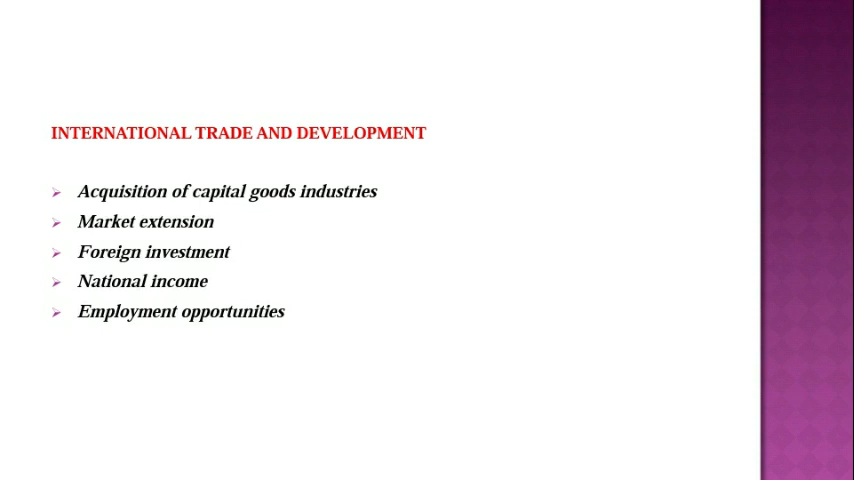 INTERNATIONAL TRADE AND DEVELOPMENT
Acquisition of capital goods industries
Market extension
Foreign investment
National income
Employment opportunities